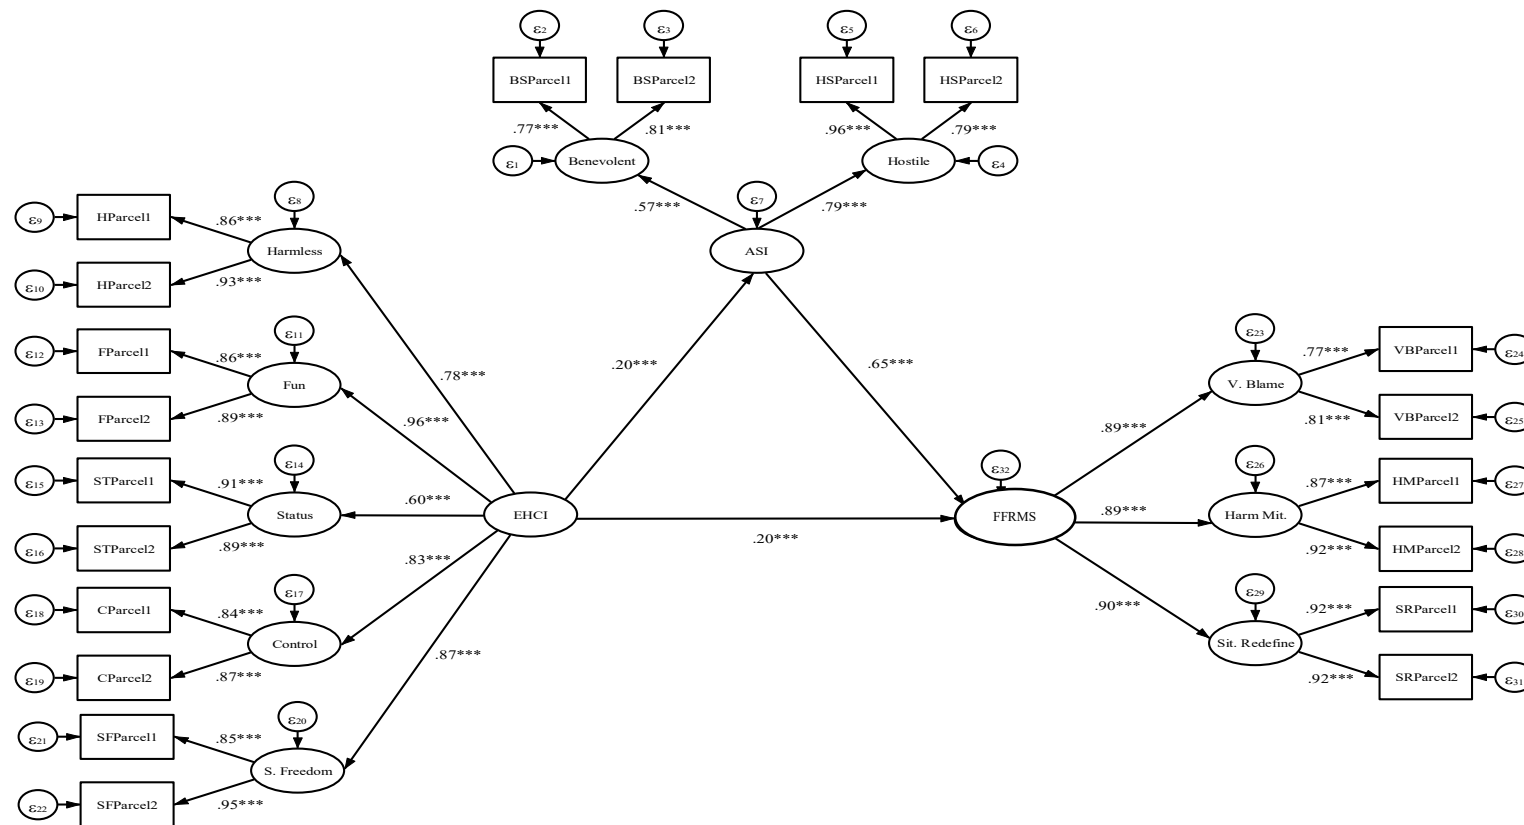 ε2
ε3
ε5
ε6
BSParcel1
BSParcel2
HSParcel1
HSParcel2
.77***
.81***
.96***
.79***
ε1
Benevolent
Hostile
ε4
.57***
.79***
ε7
ASI
ε8
ε9
HParcel1
.86***
Harmless
ε10
HParcel2
.93***
ε11
ε12
FParcel1
.86***
Fun
ε13
FParcel2
.89***
ε14
ε15
STParcel1
.91***
Status
ε16
STParcel2
.89***
ε17
ε18
CParcel1
.84***
Control
ε19
CParcel2
.87***
ε20
ε21
SFParcel1
.85***
S. Freedom
ε22
SFParcel2
.95***
.78***
.96***
.60***
.83***
.87***
EHCI
.20***
.65***
.20***
ε32
FFRMS
.89***
.89***
.90***
ε23
V. Blame
.77***
VBParcel1
ε24
.81***
VBParcel2
ε25
ε26
Harm Mit.
.87***
HMParcel1
ε27
.92***
HMParcel2
ε28
ε29
Sit. Redefine
.92***
SRParcel1
ε30
.92***
SRParcel2
ε31